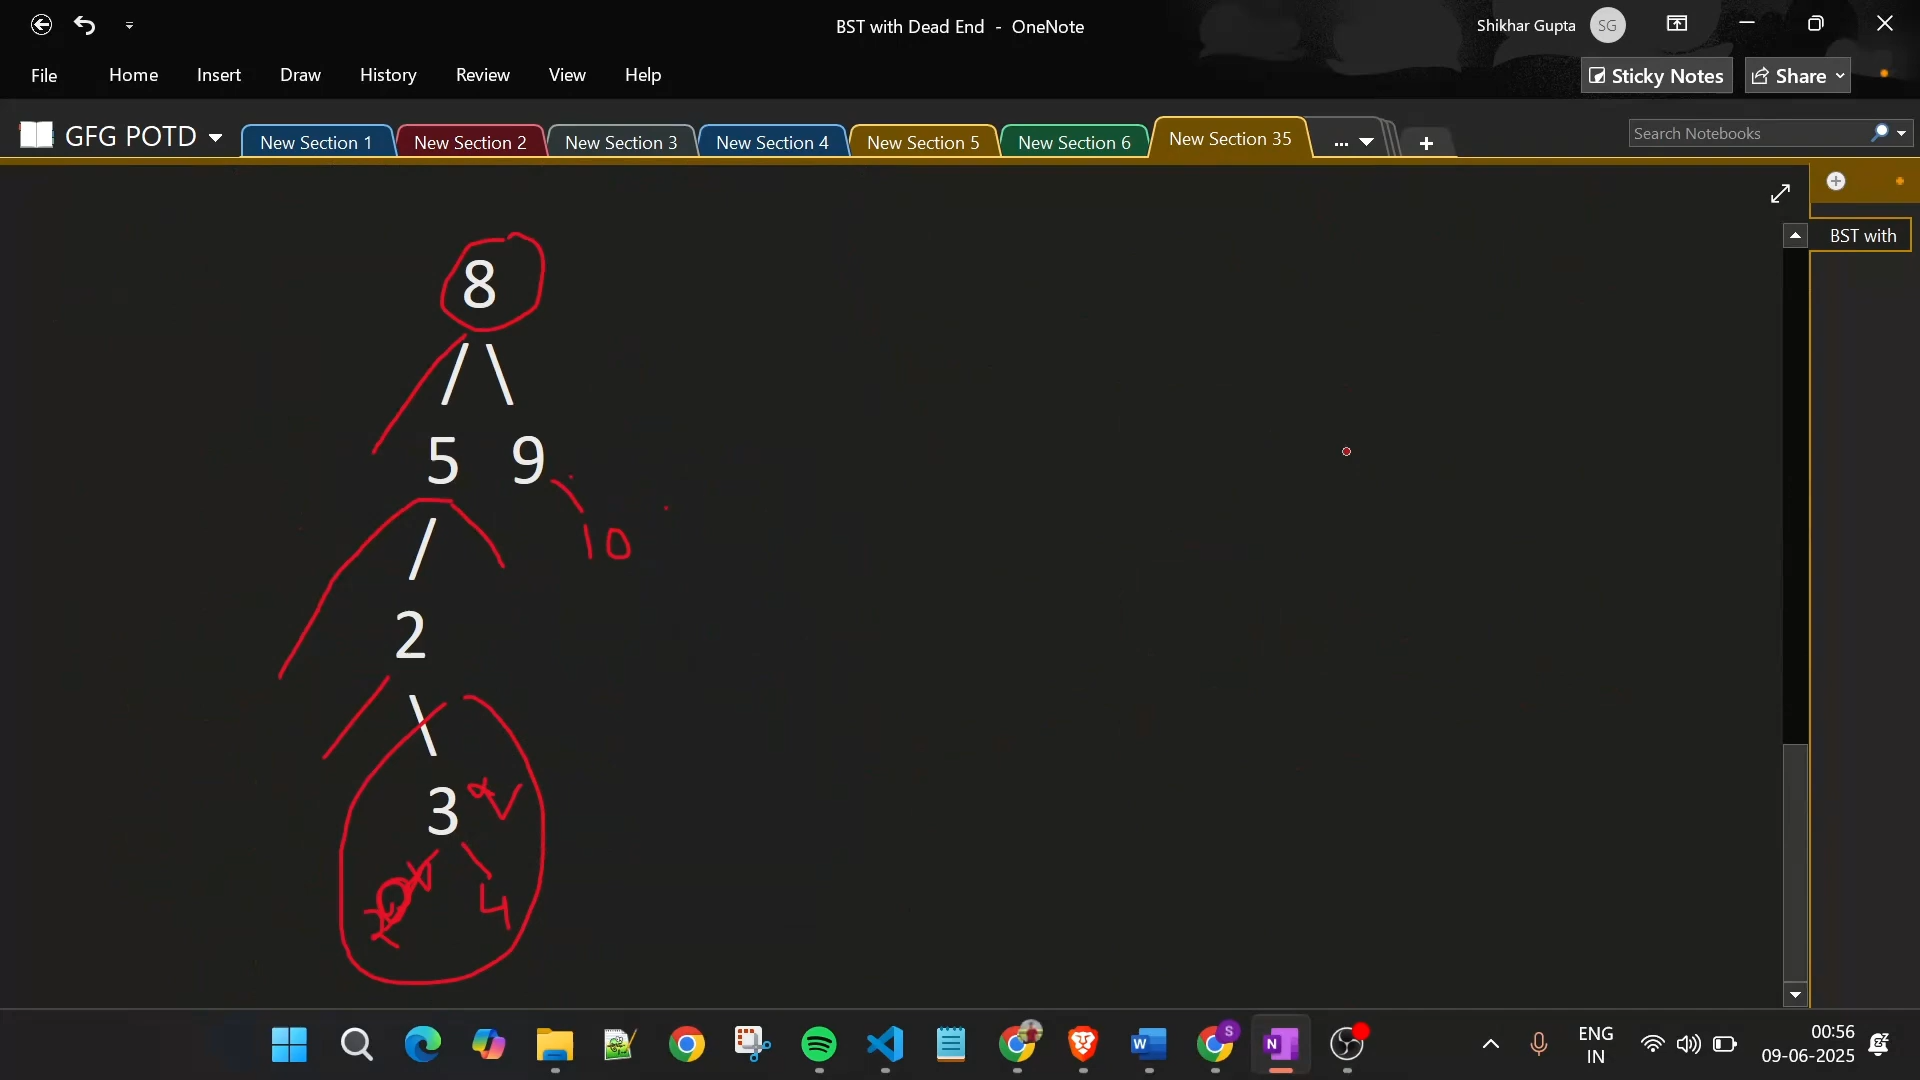 BST with Dead End - OneNote
Shikhar Gupta SG
File Home Insert Draw History Review View Help
Sticky Notes Share
GFG POTD New Section 1 New Section 2 New Section 3 New Section 4 New Section 5 New Section 6 New Section 35 ... Search Notebooks
BST with
8
/ \
5 9
/
10
2
\
3
4
ENG
IN
00:56
09-06-2025